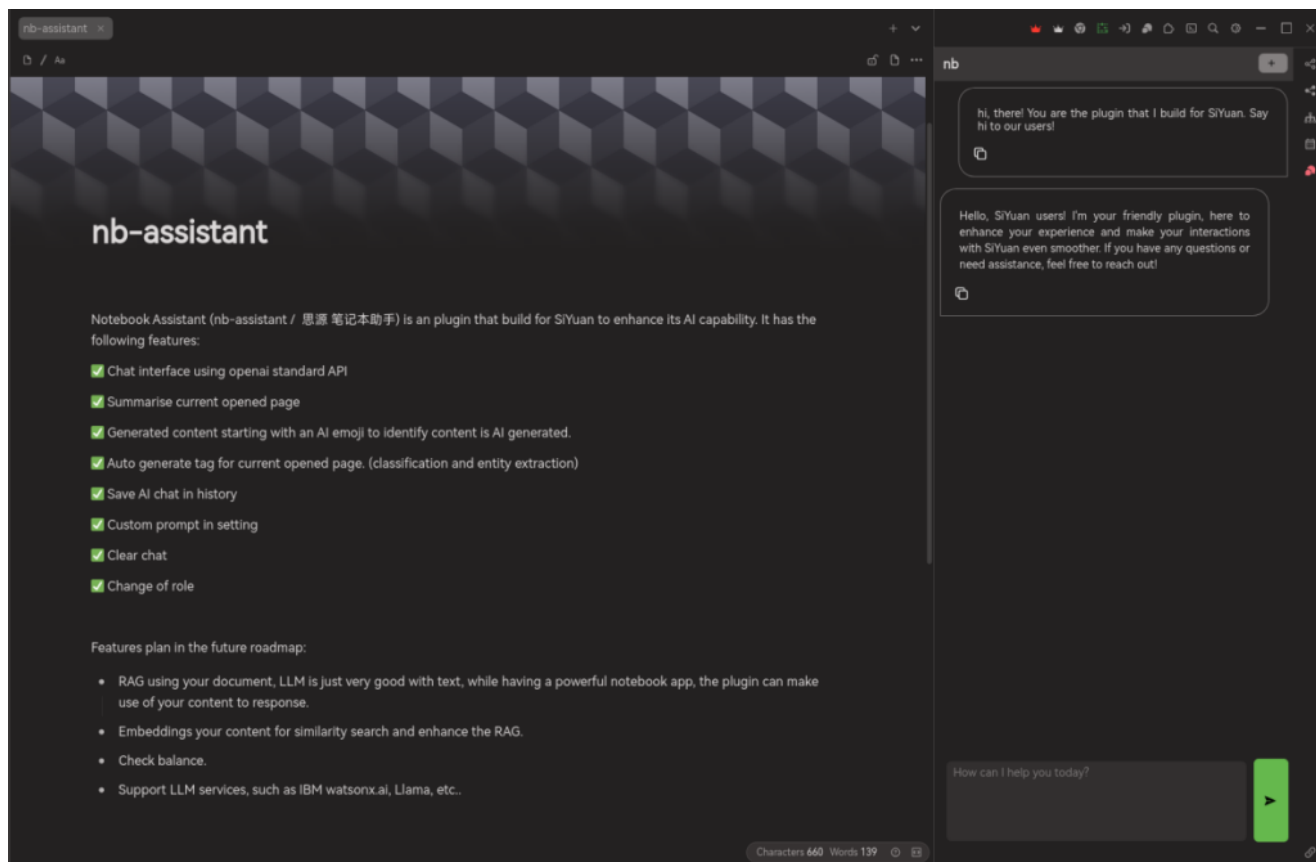 nb-assistant
Aa
nb-assistant
Notebook Assistant (nb-assistant / 思源 笔记本助手) is an plugin that build for SiYuan to enhance its AI capability. It has the
following features:
✅ Chat interface using openai standard API
✅ Summarise current opened page
✅ Generated content starting with an AI emoji to identify content is AI generated.
✅ Auto generate tag for current opened page. (classification and entity extraction)
✅ Save AI chat in history
✅ Custom prompt in setting
✅ Clear chat
✅ Change of role
Features plan in the future roadmap:
• RAG using your document, LLM is just very good with text, while having a powerful notebook app, the plugin can make
use of your content to response.
• Embeddings your content for similarity search and enhance the RAG.
• Check balance.
• Support LLM services, such as IBM watsonx.ai, Llama, etc..
Characters 660 Words 139
nb
hi, there! You are the plugin that I build for SiYuan. Say
hi to our users!
Hello, SiYuan users! I'm your friendly plugin, here to
enhance your experience and make your interactions
with SiYuan even smoother. If you have any questions or
need assistance, feel free to reach out!
How can I help you today?